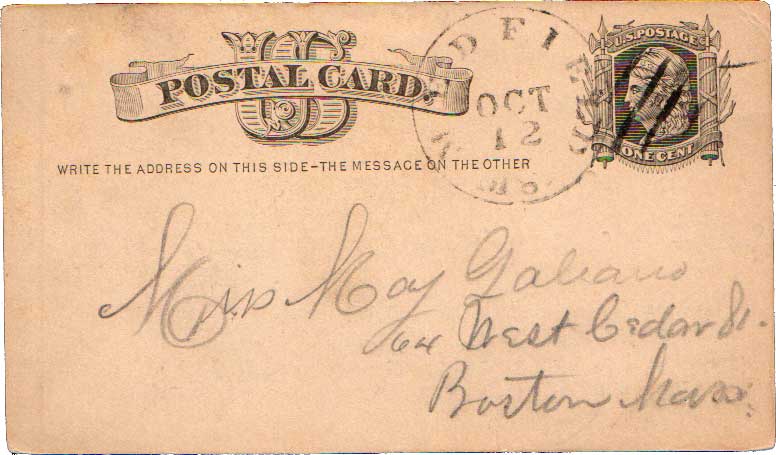 US
POSTAL CARD.
U.S. POSTAGE
ONE CENT
OCT
12
WRITE THE ADDRESS ON THIS SIDE-THE MESSAGE ON THE OTHER
Miss May Galiano
64 West Cedar St.
Boston Mass.